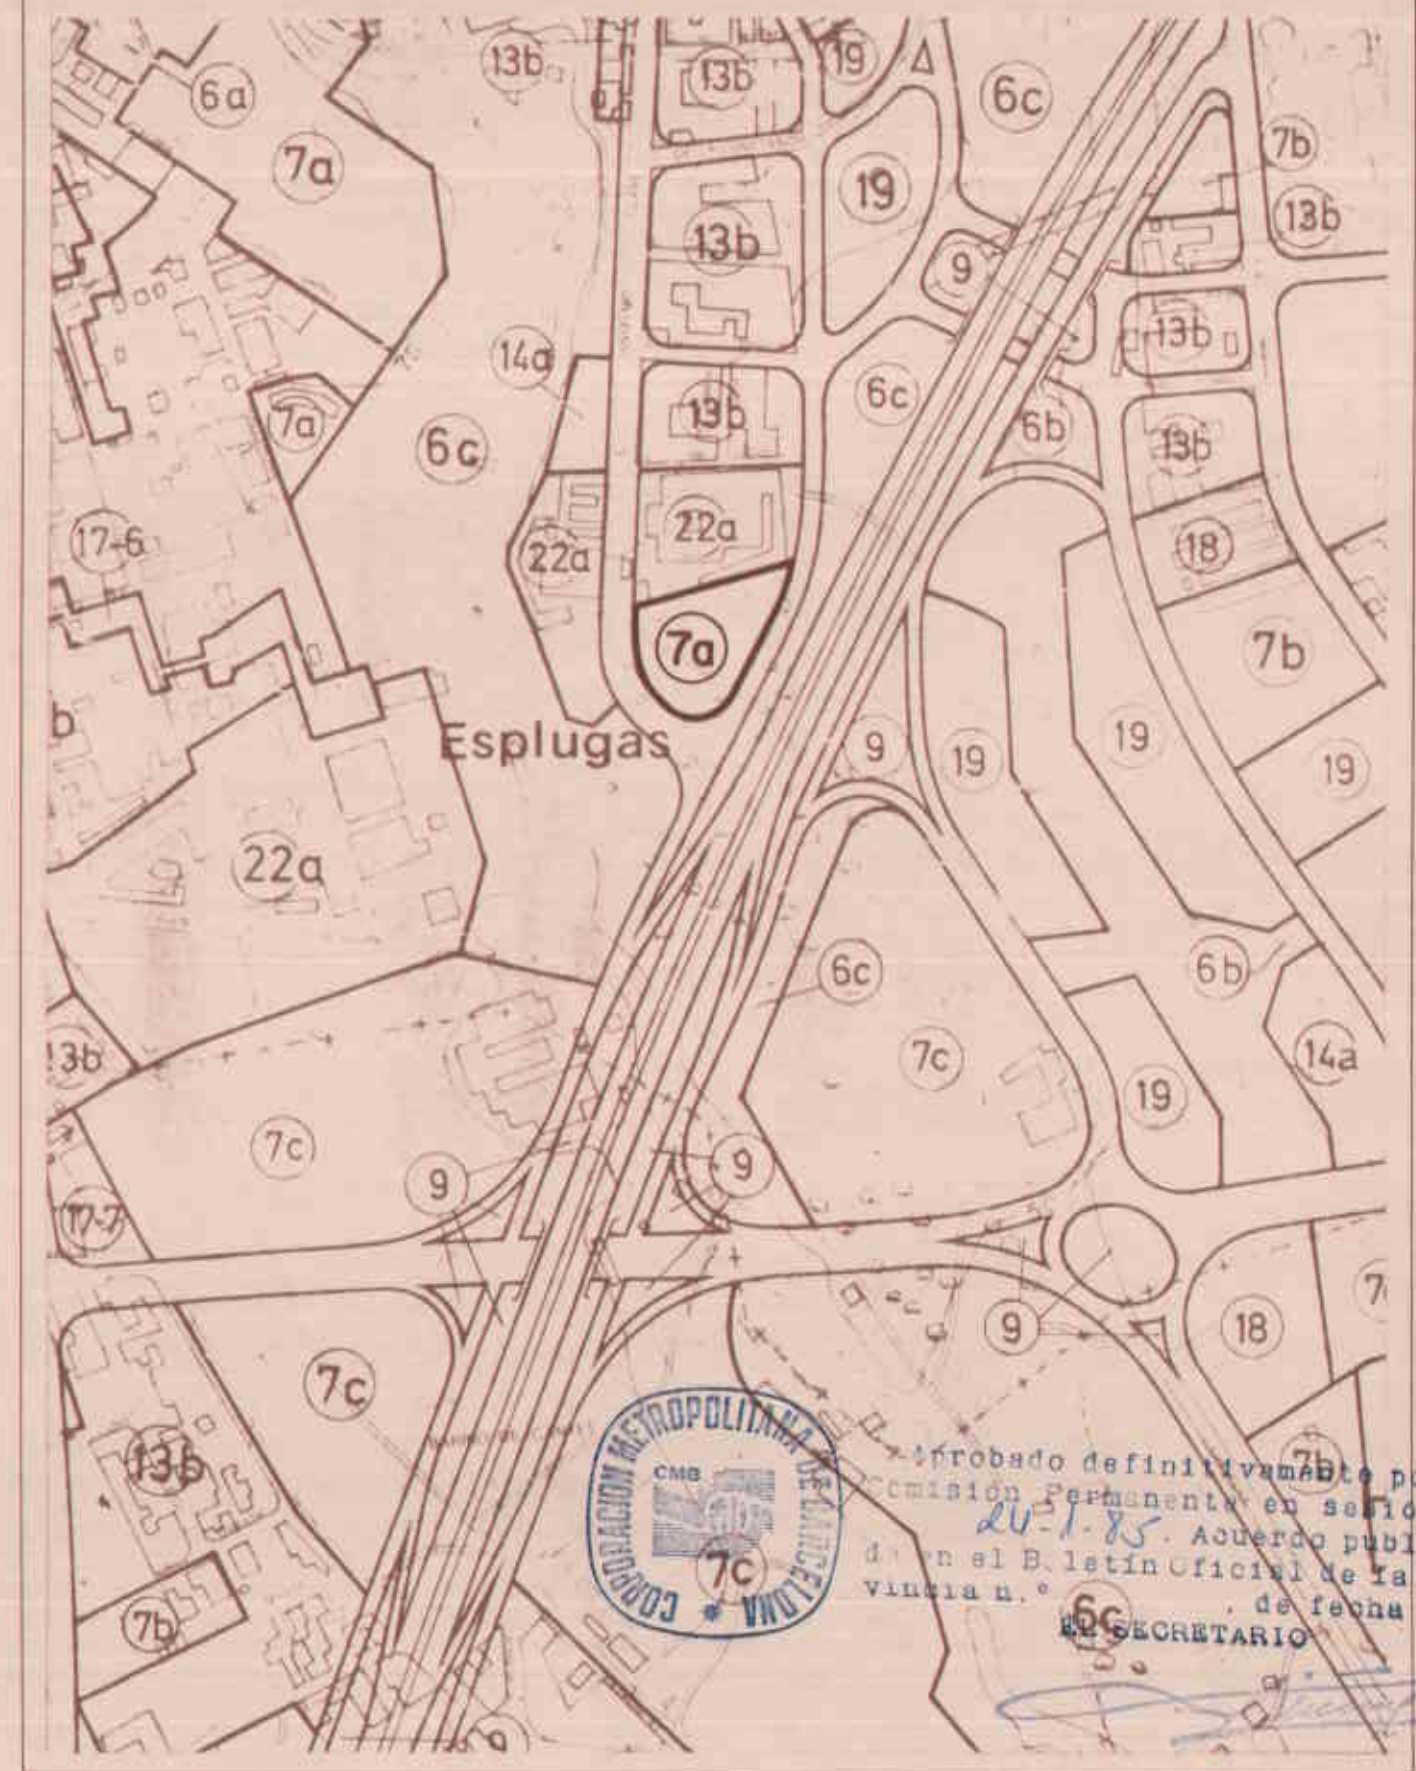 6a
7a
13b
13b
19
6c
7b
13b
19
13b
9
14a
13b
7a
6c
13b
6c
6b
13b
17-6
22a
22a
18
7a
7b
b
Esplugas
9
19
19
19
22a
6c
6b
13b
7c
14a
19
7c
9
9
17-7
9
18
7
7c
13b
7b
7b
CORPORACION METROPOLITANA DE BARCELONA
CMB
7c
6c
Aprobado definitivamente p
Comisión Permanente en sesió
24-1-85. Acuerdo publ
d en el Boletín Oficial de la
vincia n.º . de fecha
EL SECRETARIO